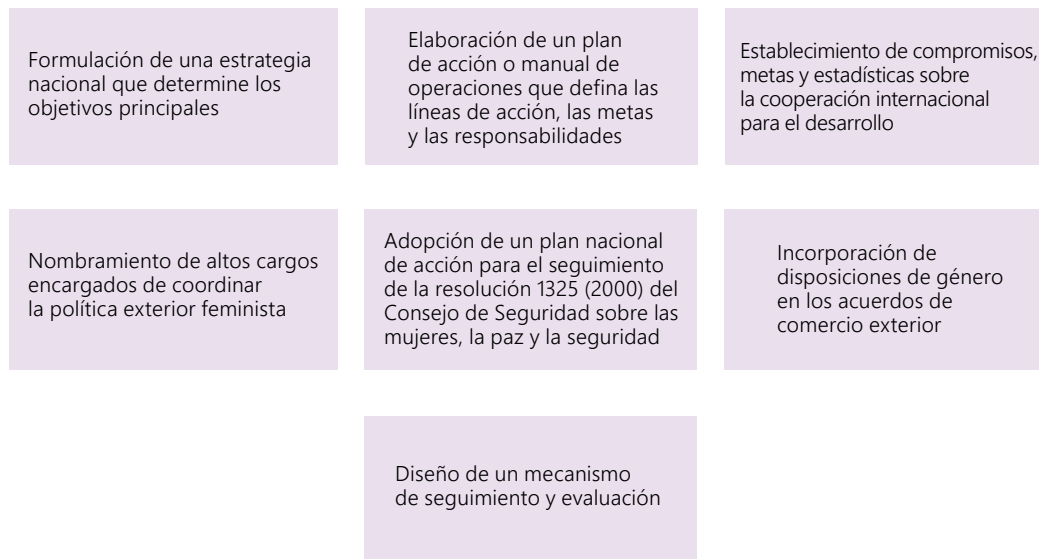 Formulación de una estrategia
nacional que determine los
objetivos principales
Elaboración de un plan
de acción o manual de
operaciones que defina las
líneas de acción, las metas
y las responsabilidades
Establecimiento de compromisos,
metas y estadísticas sobre
la cooperación internacional
para el desarrollo
Nombramiento de altos cargos
encargados de coordinar
la política exterior feminista
Adopción de un plan nacional
de acción para el seguimiento
de la resolución 1325 (2000) del
Consejo de Seguridad sobre las
mujeres, la paz y la seguridad
Incorporación de
disposiciones de género
en los acuerdos de
comercio exterior
Diseño de un mecanismo
de seguimiento y evaluación